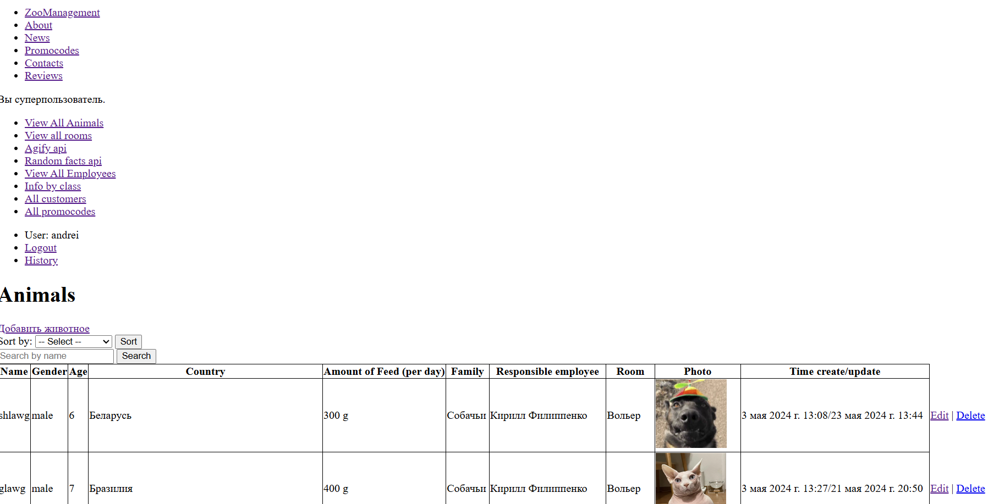 ZooManagement
About
News
Promocodes
Contacts
Reviews
Вы суперпользователь.
View All Animals
View all rooms
Agify api
Random facts api
View All Employees
Info by class
All customers
All promocodes
User: andrei
Logout
History
Animals
Добавить животное
Sort by: -- Select -- Sort
Search by name Search
Name Gender Age Country Amount of Feed (per day) Family Responsible employee Room Photo Time create/update
shlawg male 6 Беларусь 300 g Собачьи Кирилл Филиппенко Вольер 3 мая 2024 г. 13:08/23 мая 2024 г. 13:44 Edit | Delete
glawg male 7 Бразилия 400 g Собачьи Кирилл Филиппенко Вольер 3 мая 2024 г. 13:27/21 мая 2024 г. 20:50 Edit | Delete